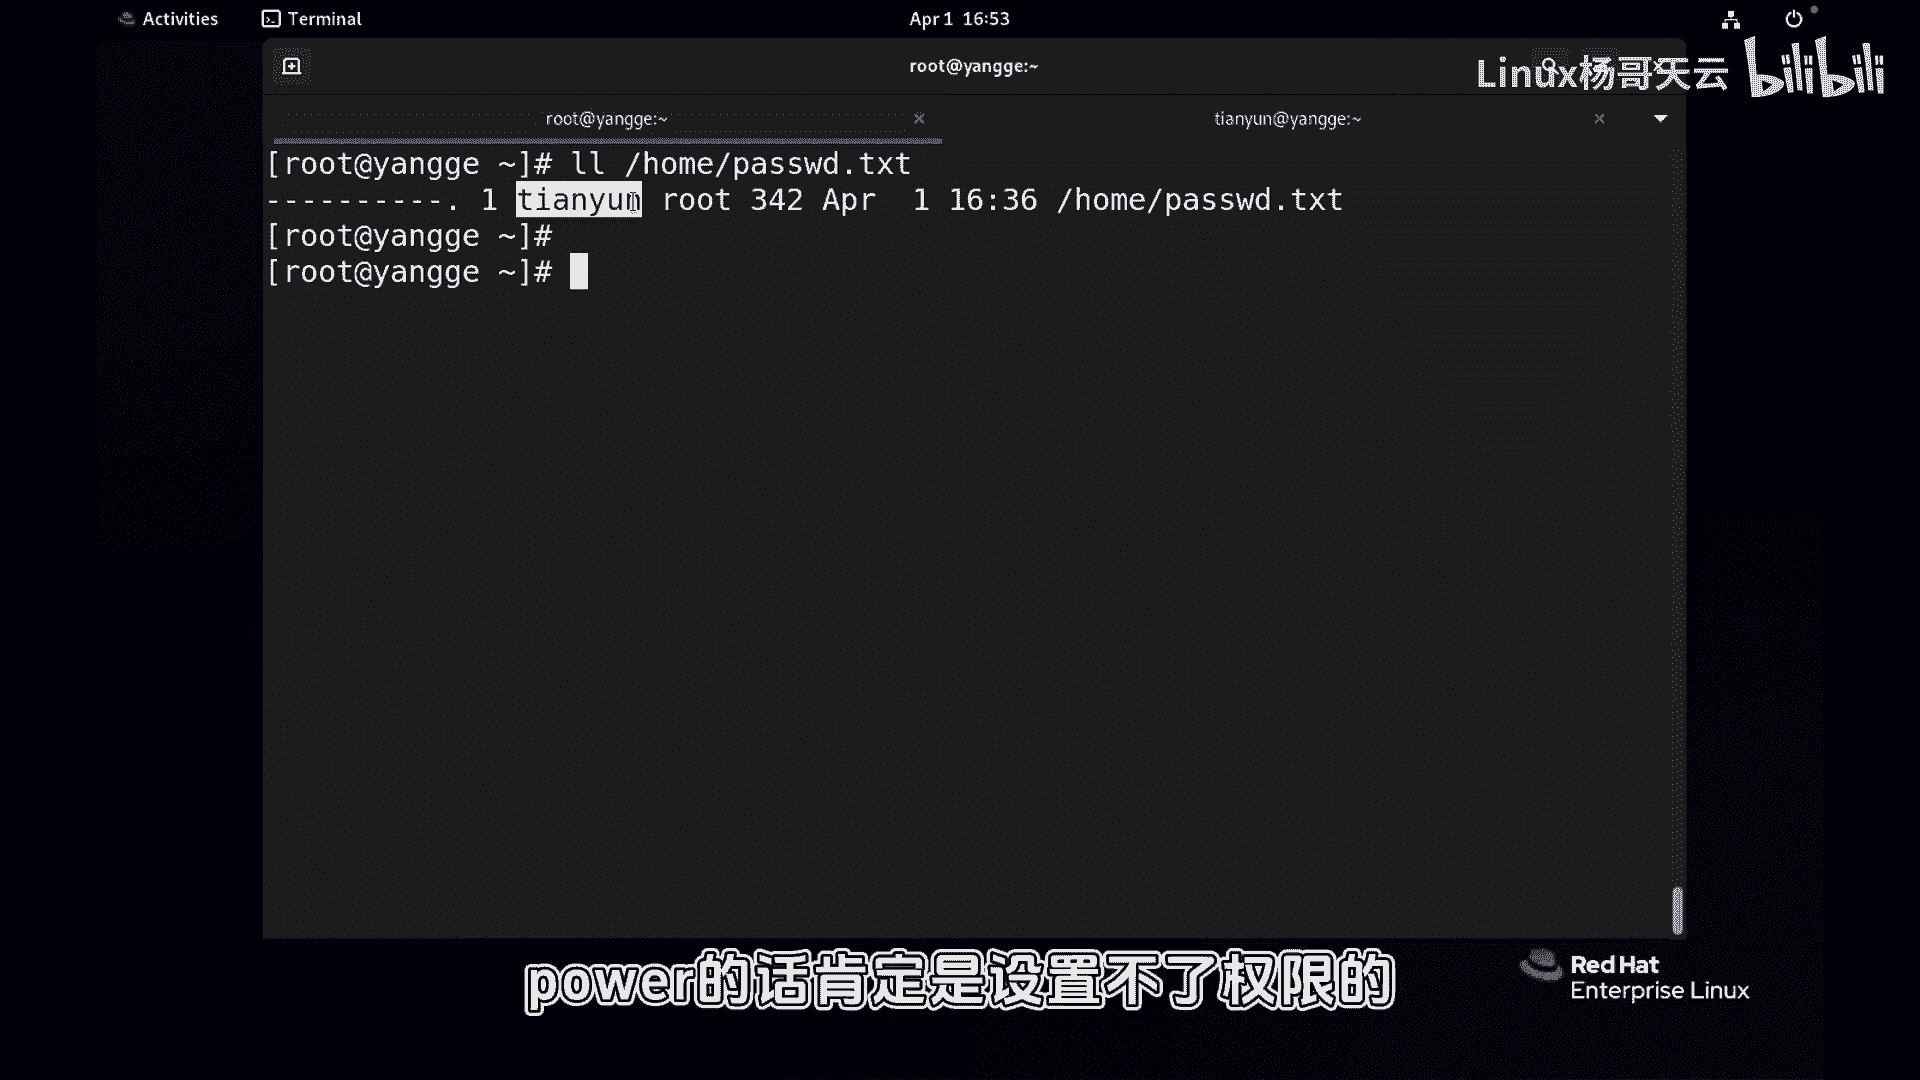 Activities
Terminal
Apr 1 16:53
root@yangge:~
Linux杨哥天云 bilibili
root@yangge:~
tianyun@yangge:~
[root@yangge ~]# ll /home/passwd.txt
----------. 1 tianyun root 342 Apr  1 16:36 /home/passwd.txt
[root@yangge ~]#
[root@yangge ~]#
power的话肯定是设置不了权限的
Red Hat
Enterprise Linux